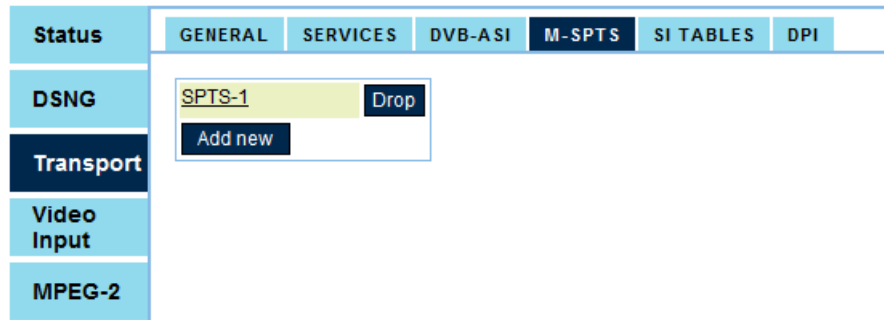 Status
GENERAL SERVICES DVB-ASI M-SPTS SI TABLES DPI
DSNG
SPTS-1 Drop
Add new
Transport
Video
Input
MPEG-2